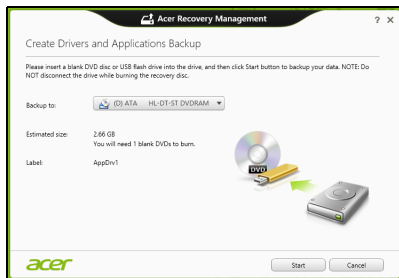 Acer Recovery Management
? ×
Create Drivers and Applications Backup
Please insert a blank DVD disc or USB flash drive into the drive, and then click Start button to backup your data. NOTE: Do
NOT disconnect the drive while burning the recovery disc.
Backup to: (D) ATA HL-DT-ST DVDRAM
Estimated size: 2.66 GB
You will need 1 blank DVDs to burn.
Label: AppDrv1
DVD
acer
Start Cancel